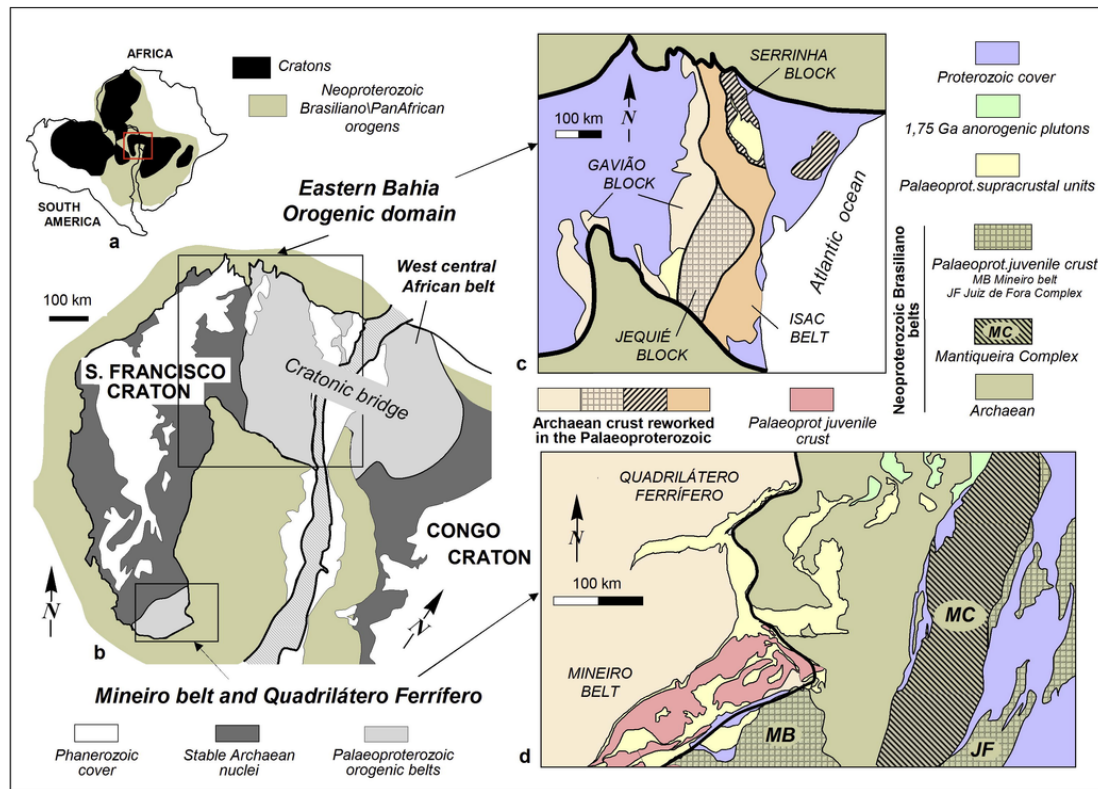 AFRICA
Cratons
Neoproterozoic
Brasiliano\PanAfrican
orogens
SOUTH
AMERICA
a
Eastern Bahia
Orogenic domain
West central
African belt
100 km
S. FRANCISCO
CRATON
Cratonic bridge
CONGO
CRATON
N
N
b
Mineiro belt and Quadrilátero Ferrífero
Phanerozoic
cover
Stable Archaean
nuclei
Palaeoproterozoic
orogenic belts
SERRINHA
BLOCK
N
100 km
GAVIÃO
BLOCK
Atlantic ocean
JEQUIÉ
BLOCK
ISAC
BELT
c
Archaean crust reworked
in the Palaeoproterozoic
Palaeoprot juvenile
crust
Proterozoic cover
1,75 Ga anorogenic plutons
Palaeoprot.supracrustal units
Neoproterozoic Brasiliano
belts
Palaeoprot.juvenile crust
MB Mineiro belt
JF Juiz de Fora Complex
MC
Mantiqueira Complex
Archaean
QUADRILÁTERO
FERRÍFERO
N
100 km
MC
MINEIRO
BELT
MB
JF
d